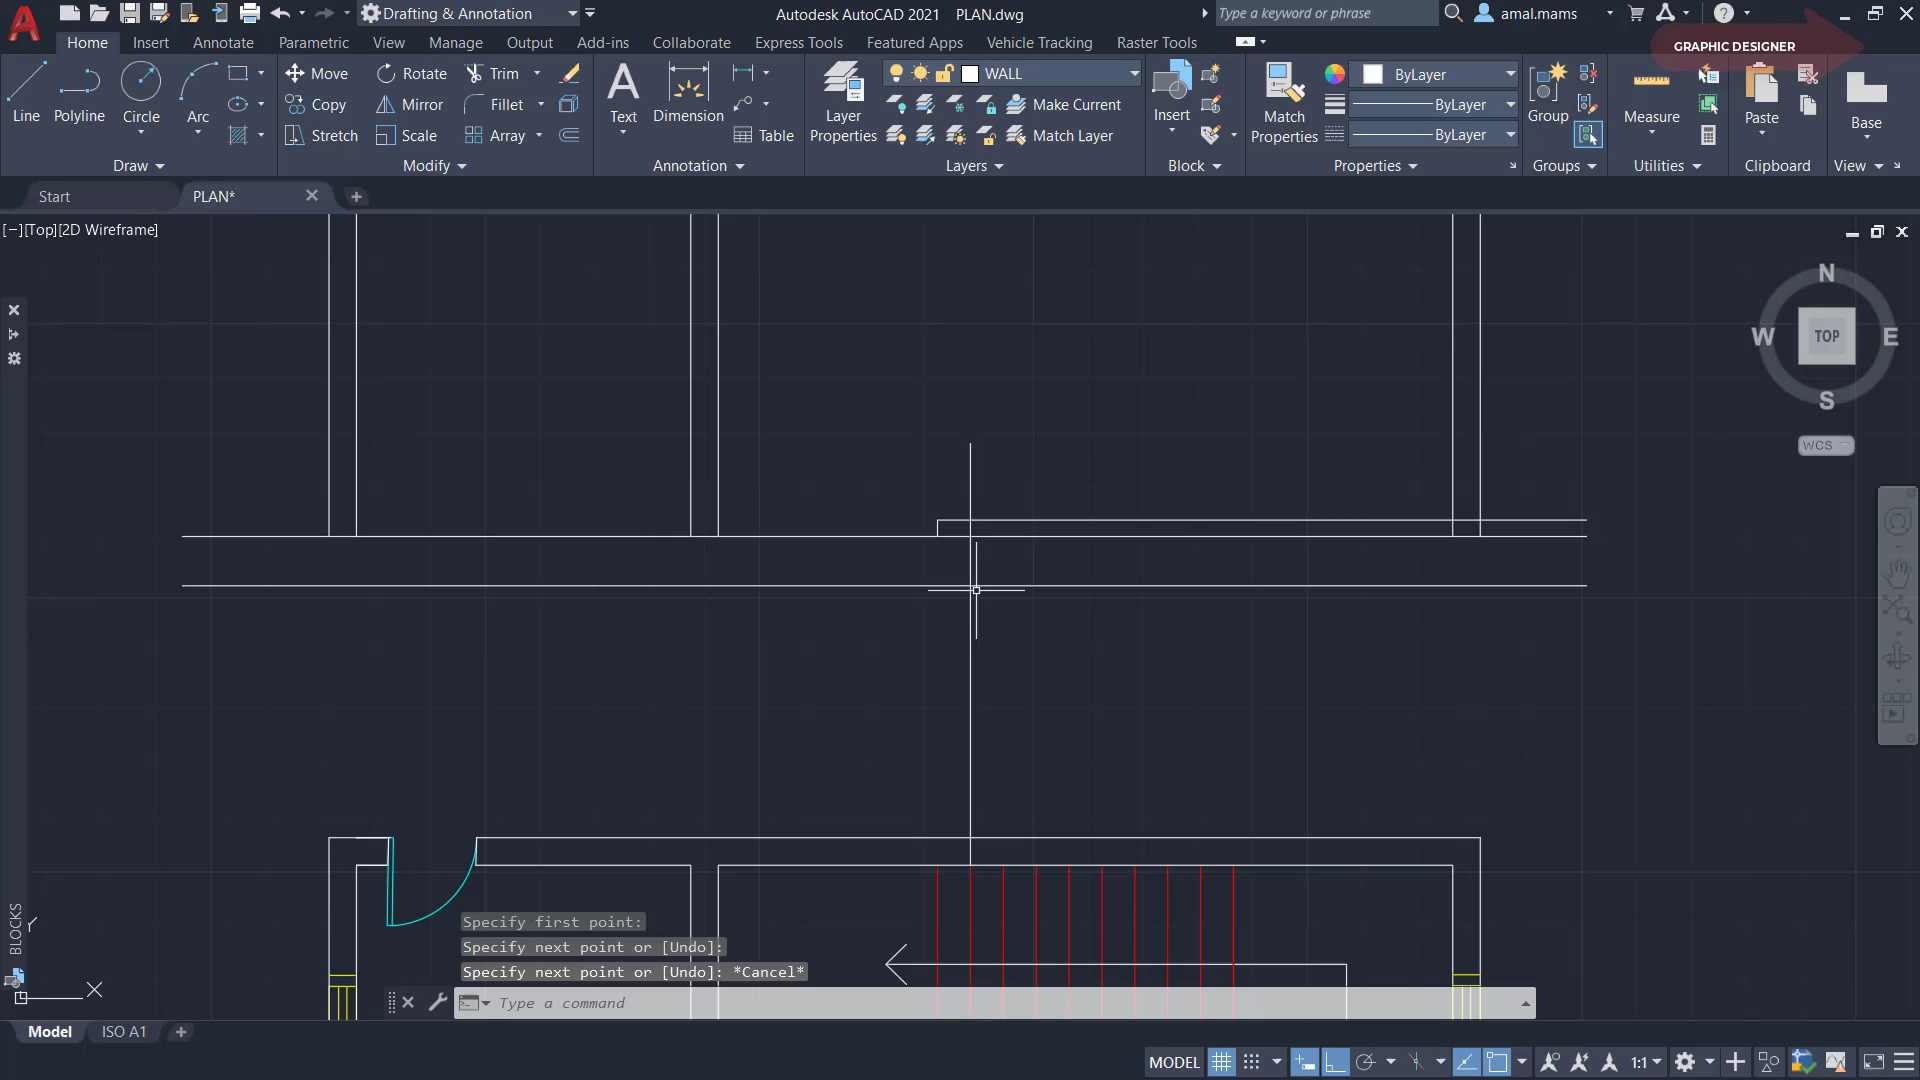 Drafting & Annotation
Autodesk AutoCAD 2021 PLAN.dwg
Type a keyword or phrase
amal.mams
Home Insert Annotate Parametric View Manage Output Add-ins Collaborate Express Tools Featured Apps Vehicle Tracking Raster Tools
GRAPHIC DESIGNER
Line Polyline Circle Arc
Move Rotate Trim
Copy Mirror Fillet
Stretch Scale Array
Text Dimension Table
Layer Properties
WALL
Make Current
Match Layer
Insert
Match Properties
ByLayer
ByLayer
ByLayer
Group
Measure
Paste
Base
Draw Modify Annotation Layers Block Properties Groups Utilities Clipboard View
Start PLAN*
[−][Top][2D Wireframe]
N
W TOP E
S
WCS
BLOCKS
Y
X
Specify first point:
Specify next point or [Undo]:
Specify next point or [Undo]: *Cancel*
Type a command
Model ISO A1
MODEL 1:1